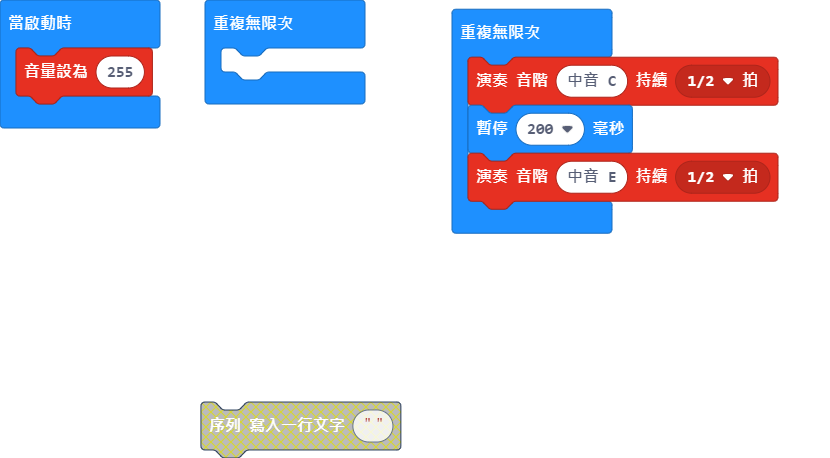 當啟動時
音量設為 255
重複無限次
重複無限次
演奏 音階 中音 C 持續 1/2 拍
暫停 200 毫秒
演奏 音階 中音 E 持續 1/2 拍
序列 寫入一行文字 " "